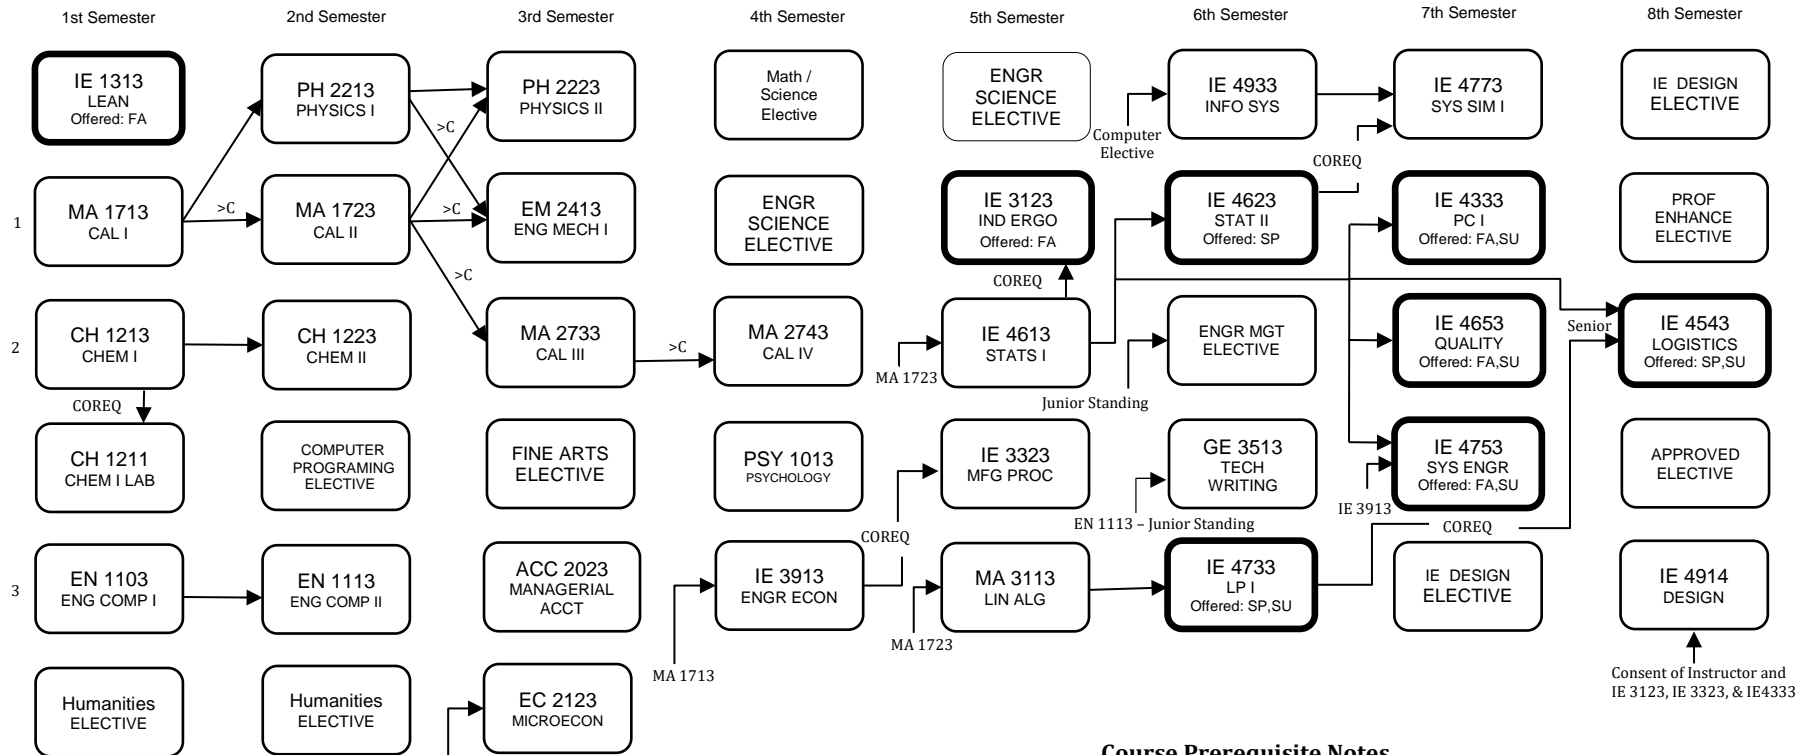 1st Semester
2nd Semester
3rd Semester
4th Semester
5th Semester
6th Semester
7th Semester
8th Semester
IE 1313
LEAN
Offered: FA
PH 2213
PHYSICS I
PH 2223
PHYSICS II
Math /
Science
Elective
ENGR
SCIENCE
ELECTIVE
IE 4933
INFO SYS
IE 4773
SYS SIM I
IE DESIGN
ELECTIVE
>C
Computer
Elective
COREQ
1
MA 1713
CAL I
>C
MA 1723
CAL II
>C
EM 2413
ENG MECH I
ENGR
SCIENCE
ELECTIVE
IE 3123
IND ERGO
Offered: FA
IE 4623
STAT II
Offered: SP
IE 4333
PC I
Offered: FA,SU
PROF
ENHANCE
ELECTIVE
>C
COREQ
2
CH 1213
CHEM I
CH 1223
CHEM II
MA 2733
CAL III
>C
MA 2743
CAL IV
MA 1723
IE 4613
STATS I
ENGR MGT
ELECTIVE
IE 4653
QUALITY
Offered: FA,SU
Senior
IE 4543
LOGISTICS
Offered: SP,SU
COREQ
Junior Standing
CH 1211
CHEM I LAB
COMPUTER
PROGRAMING
ELECTIVE
FINE ARTS
ELECTIVE
PSY 1013
PSYCHOLOGY
IE 3323
MFG PROC
GE 3513
TECH
WRITING
IE 4753
SYS ENGR
Offered: FA,SU
APPROVED
ELECTIVE
IE 3913
EN 1113 – Junior Standing
COREQ
COREQ
3
EN 1103
ENG COMP I
EN 1113
ENG COMP II
ACC 2023
MANAGERIAL
ACCT
IE 3913
ENGR ECON
MA 3113
LIN ALG
IE 4733
LP I
Offered: SP,SU
IE DESIGN
ELECTIVE
IE 4914
DESIGN
MA 1713
MA 1723
Consent of Instructor and
IE 3123, IE 3323, & IE4333
Humanities
ELECTIVE
Humanities
ELECTIVE
EC 2123
MICROECON
Course Prerequisite Notes